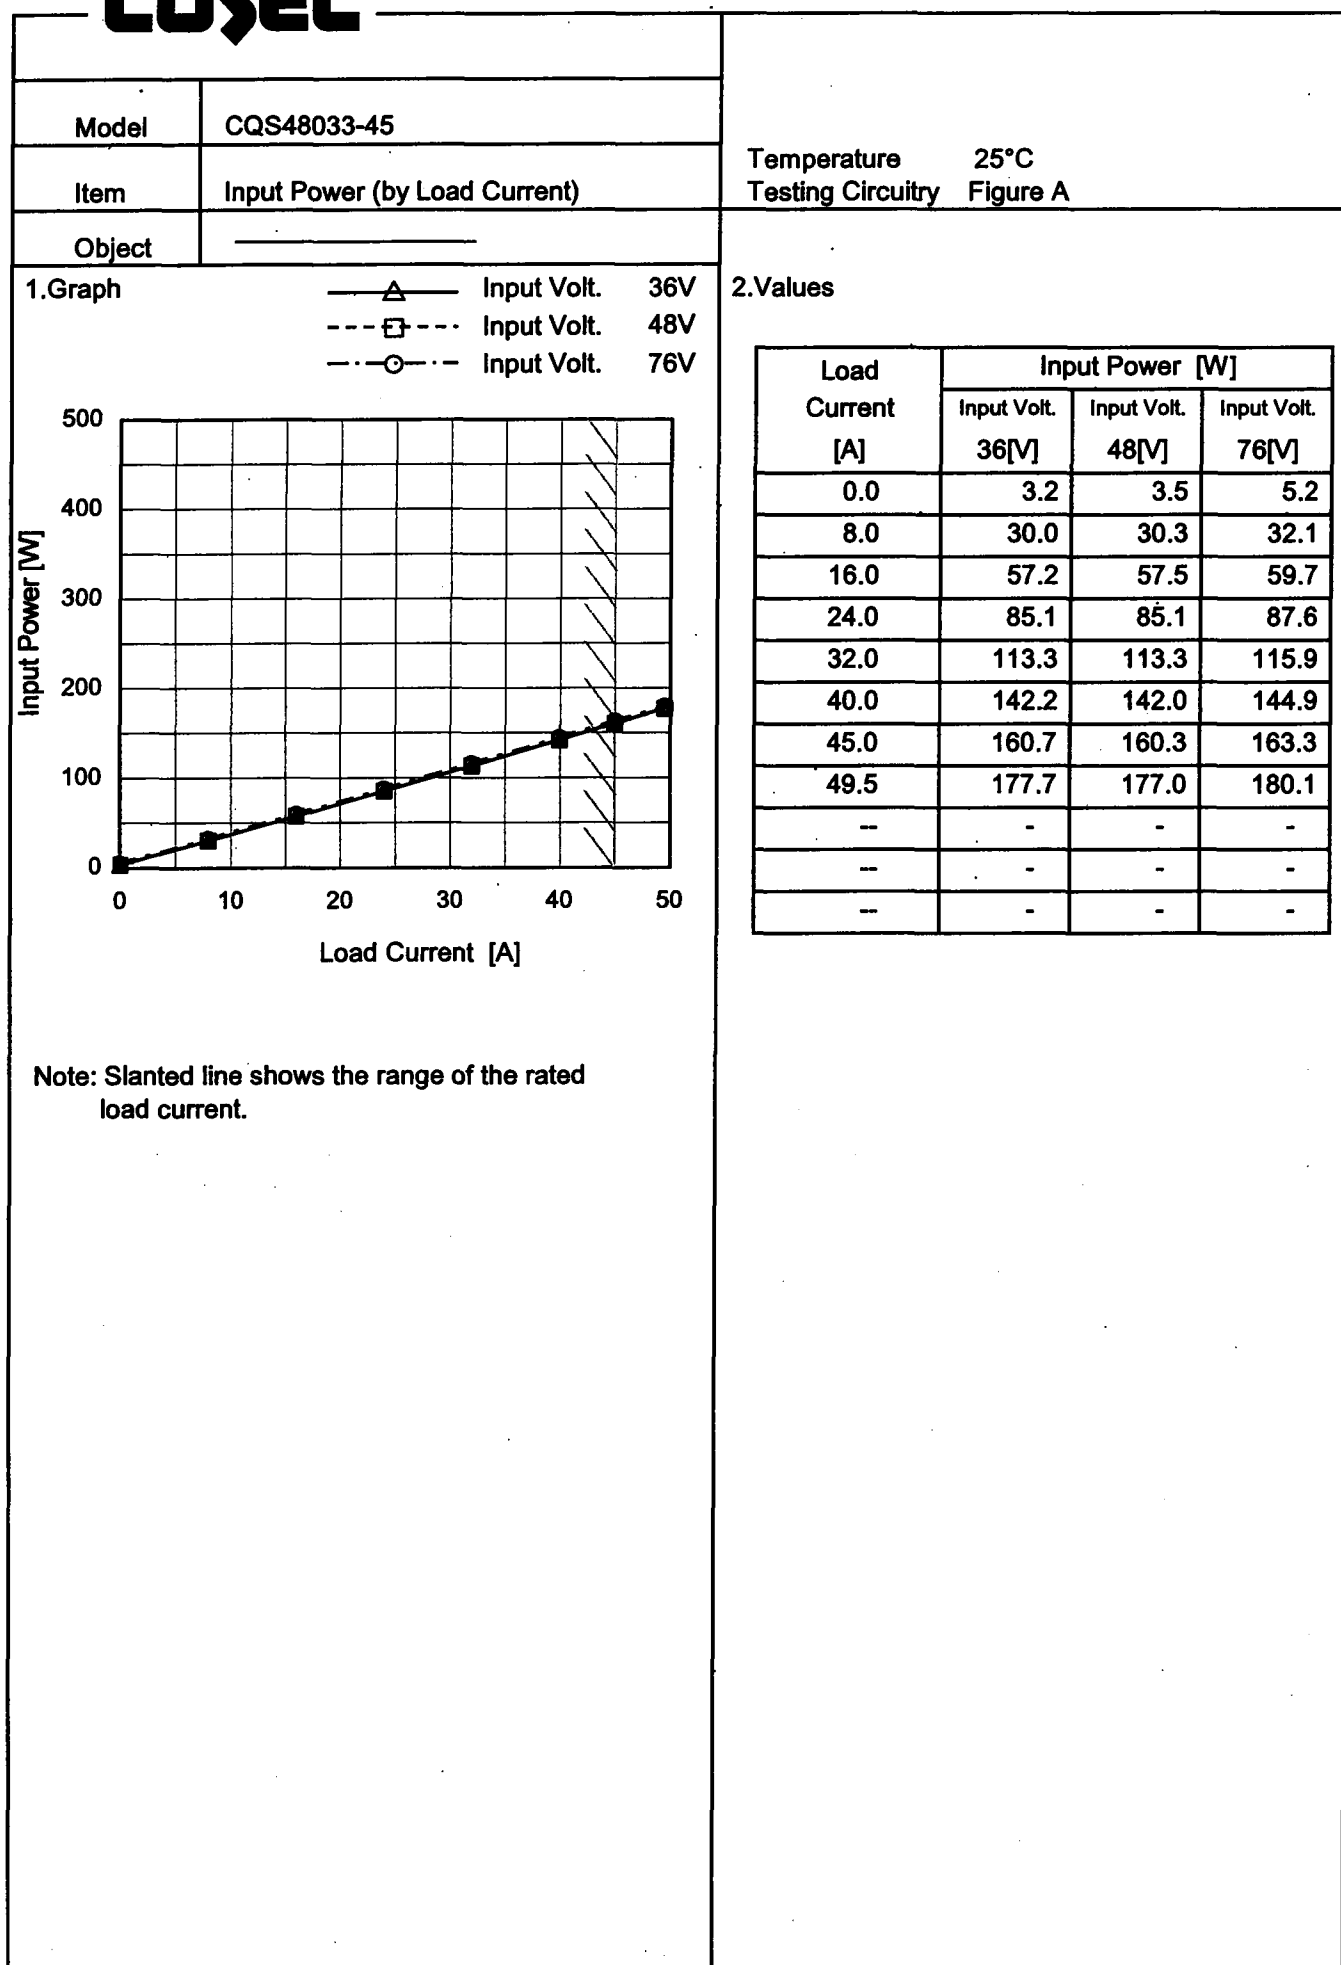 COSEL
Model CQS48033-45
Item Input Power (by Load Current)
Object
Temperature 25°C
Testing Circuitry Figure A
1.Graph
Input Volt. 36V
Input Volt. 48V
Input Volt. 76V
500
400
300
200
100
0
Input Power [W]
0 10 20 30 40 50
Load Current [A]
Note: Slanted line shows the range of the rated
load current.
2.Values
Load Input Power [W]
Current Input Volt. Input Volt. Input Volt.
[A] 36[V] 48[V] 76[V]
0.0 3.2 3.5 5.2
8.0 30.0 30.3 32.1
16.0 57.2 57.5 59.7
24.0 85.1 85.1 87.6
32.0 113.3 113.3 115.9
40.0 142.2 142.0 144.9
45.0 160.7 160.3 163.3
49.5 177.7 177.0 180.1
-- - - -
-- - - -
-- - - -